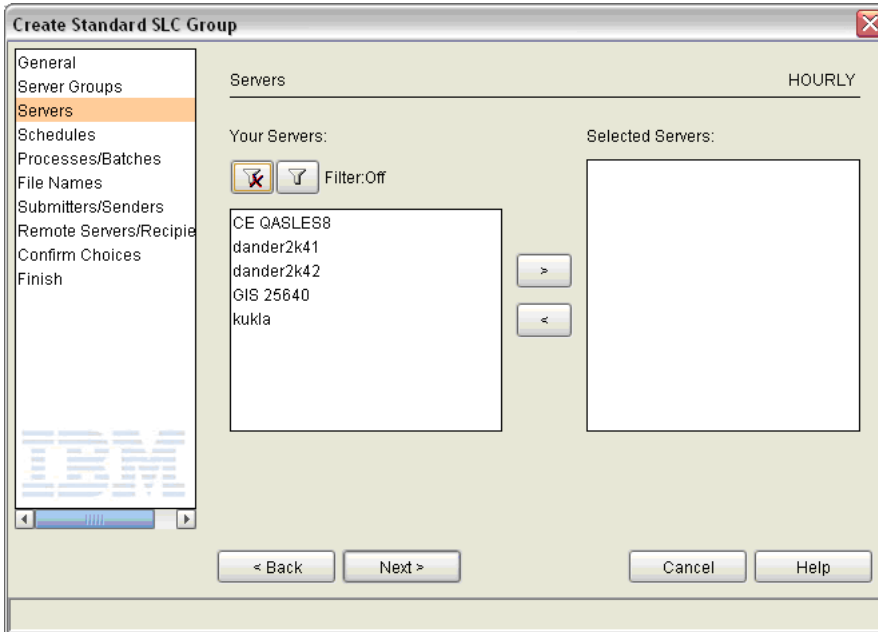 Create Standard SLC Group
General
Server Groups
Servers
Schedules
Processes/Batches
File Names
Submitters/Senders
Remote Servers/Recipie
Confirm Choices
Finish
IBM
Servers
HOURLY
Your Servers:
Filter:Off
CE QASLES8
dander2k41
dander2k42
GIS 25640
kukla
>
<
Selected Servers:
< Back
Next >
Cancel
Help